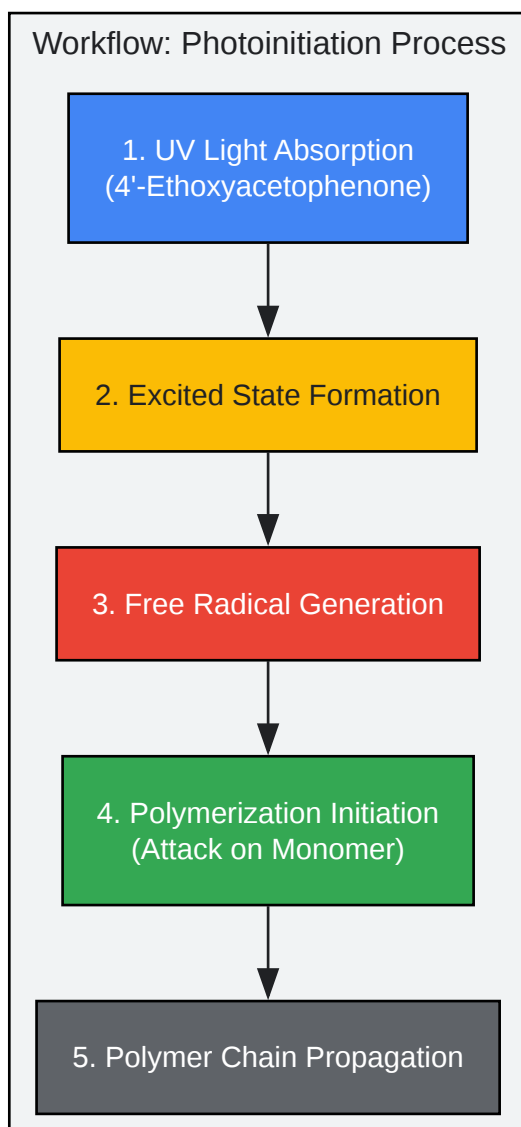 Workflow: Photoinitiation Process
1. UV Light Absorption
(4'-Ethoxyacetophenone)
2. Excited State Formation
3. Free Radical Generation
4. Polymerization Initiation
(Attack on Monomer)
5. Polymer Chain Propagation